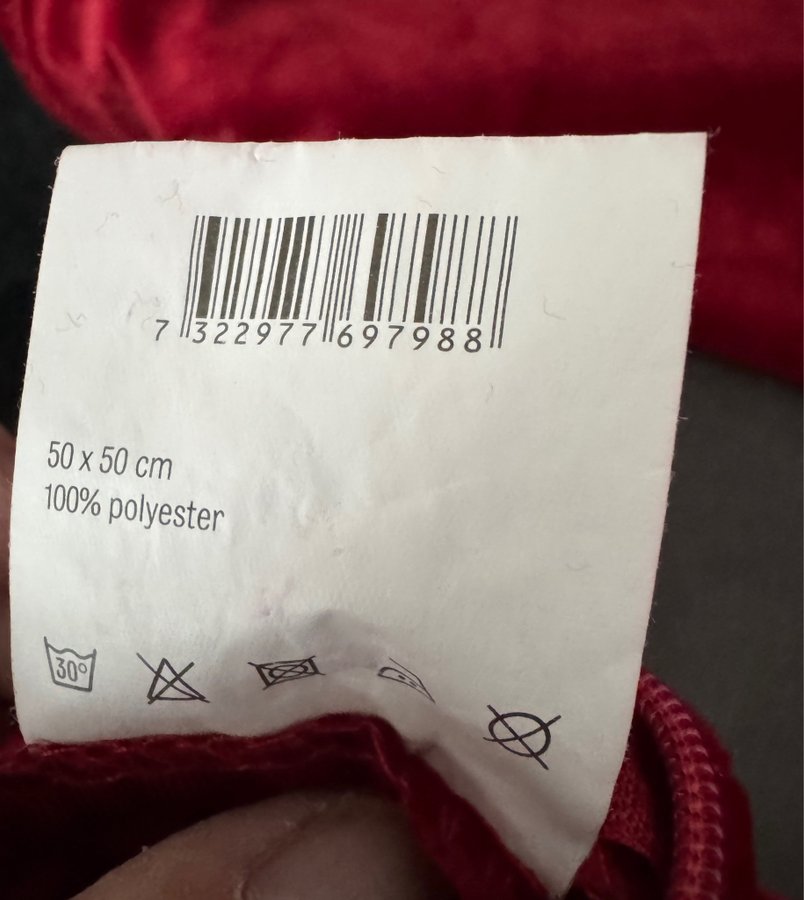 7 322977 697988
50 x 50 cm
100% polyester
30°